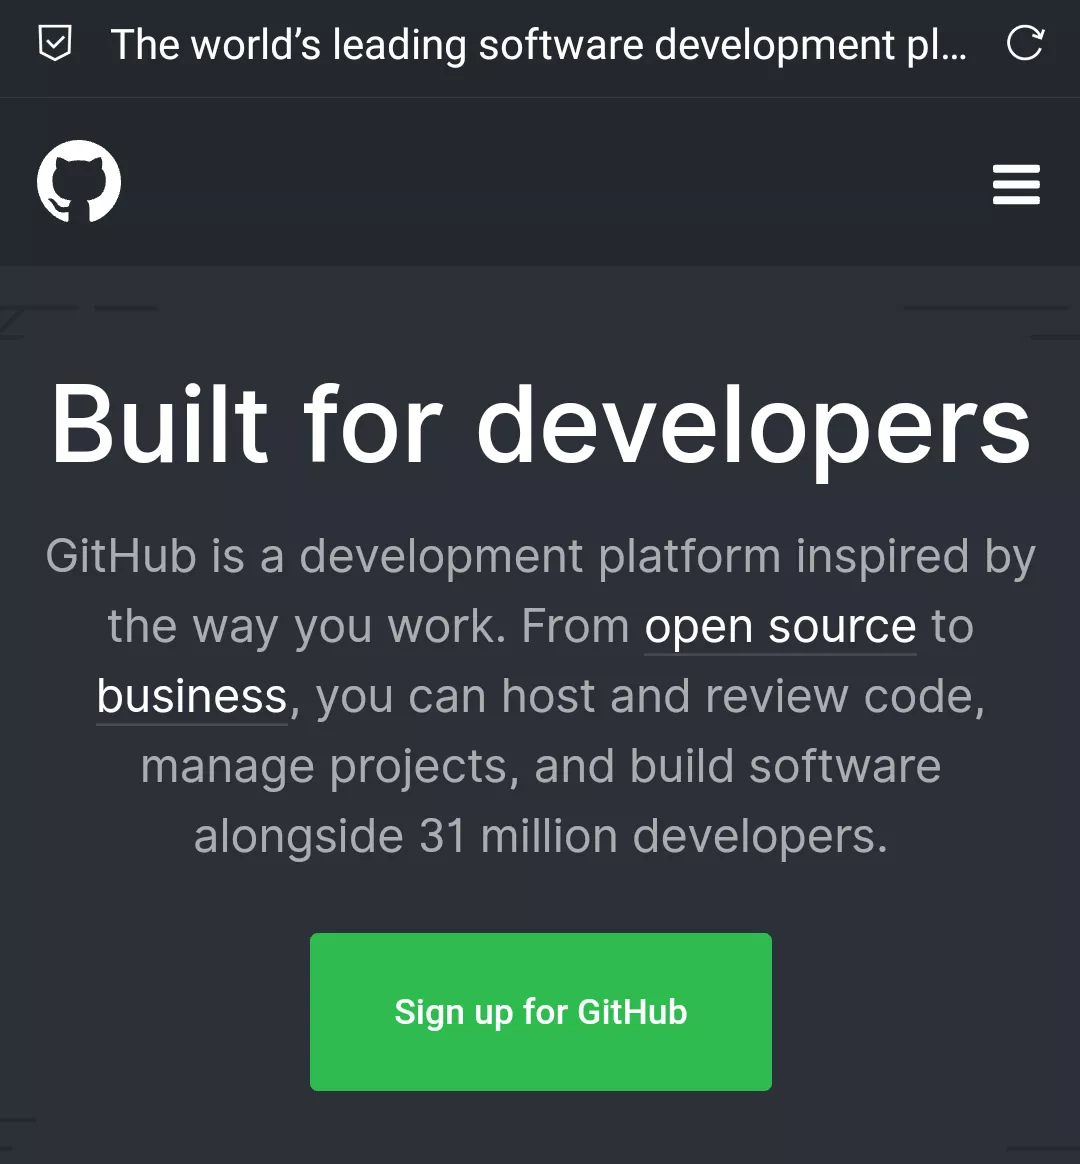 The world’s leading software development pl...
Built for developers
GitHub is a development platform inspired by
the way you work. From open source to
business, you can host and review code,
manage projects, and build software
alongside 31 million developers.
Sign up for GitHub